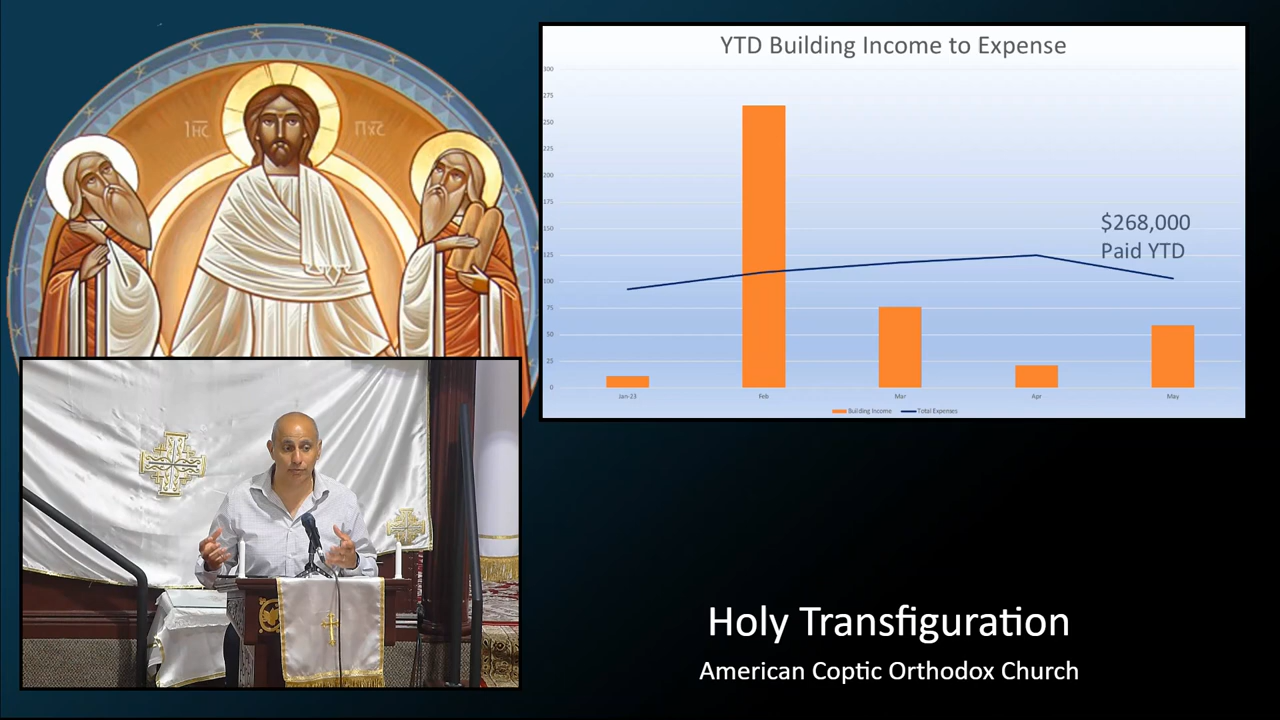 ΙΗС
ΠΧС
YTD Building Income to Expense
300
275
250
225
200
175
150
125
100
75
50
25
0
$268,000
Paid YTD
Jan-23 Feb Mar Apr May
Building Income Total Expenses
Holy Transfiguration
American Coptic Orthodox Church